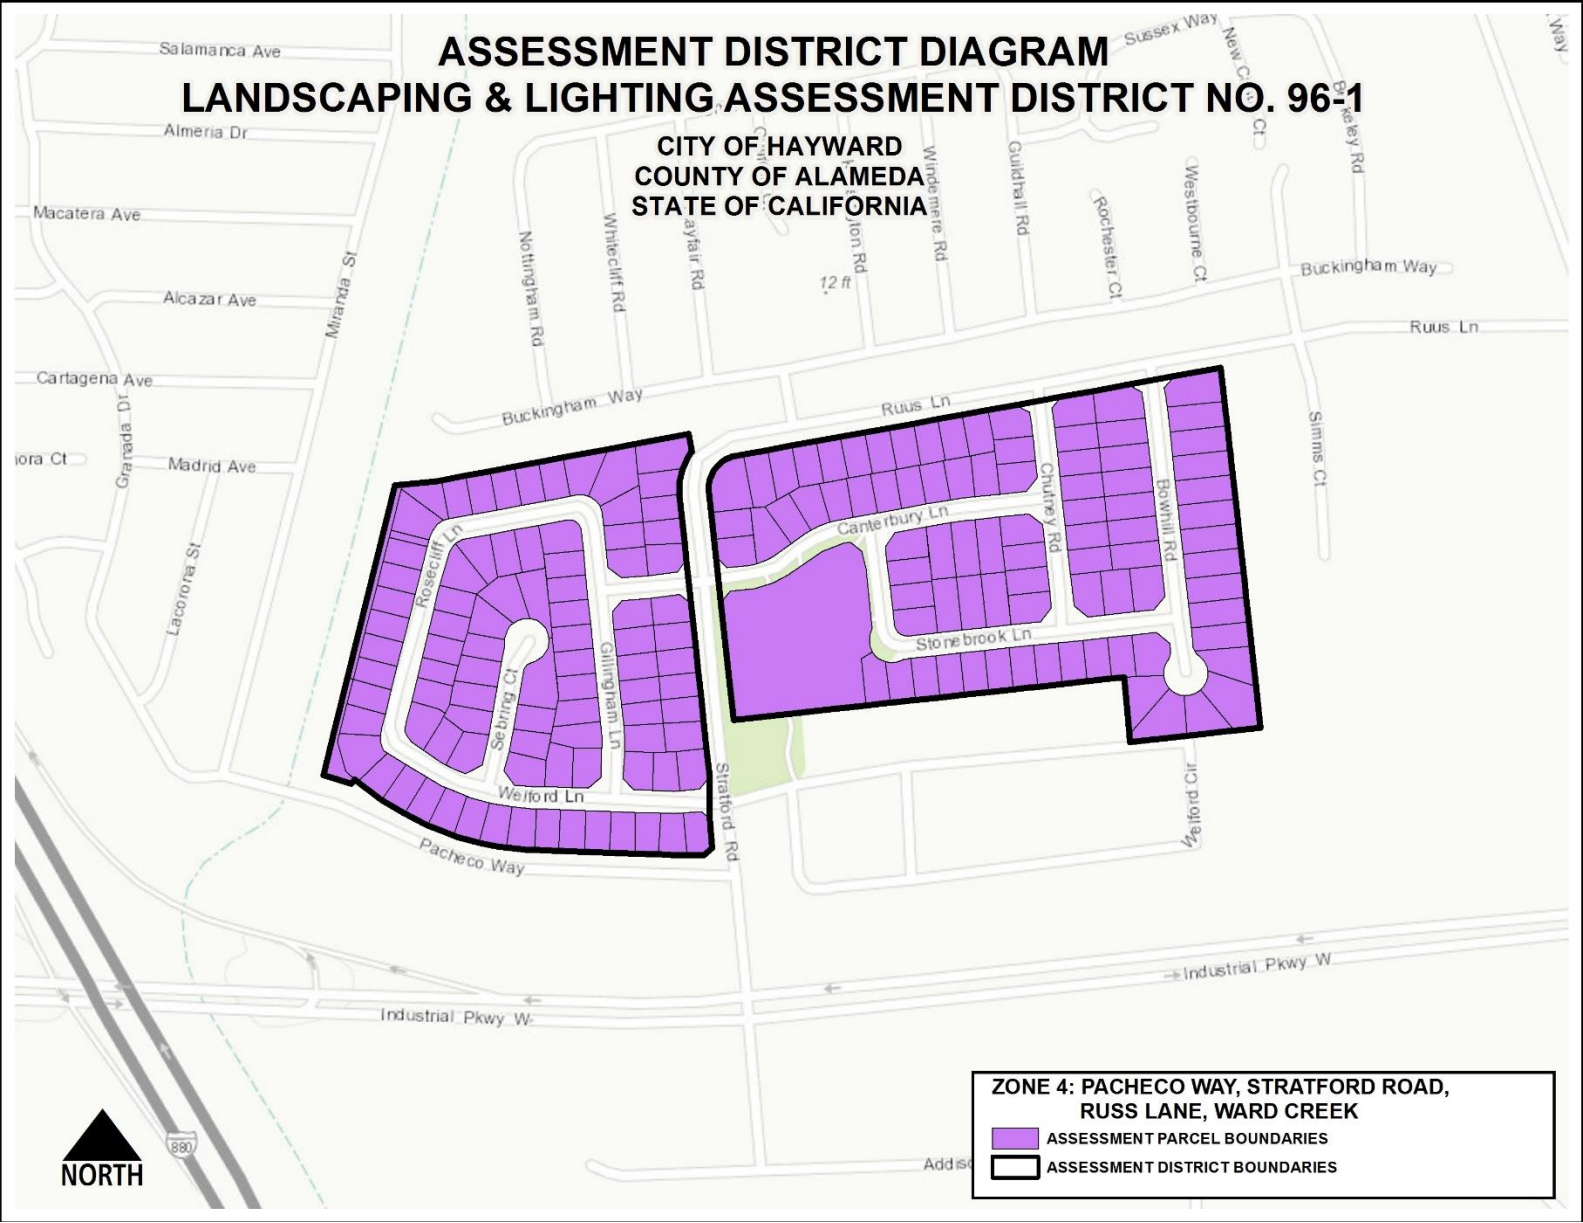 ASSESSMENT DISTRICT DIAGRAM
LANDSCAPING & LIGHTING ASSESSMENT DISTRICT NO. 96-1
CITY OF HAYWARD
COUNTY OF ALAMEDA
STATE OF CALIFORNIA
Salamanca Ave
Sussex Way
Way
Almeria Dr
Macatera Ave
Miranda St
Alcazar Ave
Cartagena Ave
Granada Dr
Madrid Ave
Lacorona St
Nottingham Rd
Whitecliff Rd
Windemere Rd
Guildhall Rd
Rochester Ct
Westbourne Ct
12 ft
Buckingham Way
Ruus Ln
Buckingham Way
Ruus Ln
Simms Ct
Chutney Rd
Bowhill Rd
Canterbury Ln
Stonebrook Ln
Rosecliff Ln
Sebring Ct
Gillingham Ln
Welford Ln
Stratford Rd
Pacheco Way
Welford Cir
Industrial Pkwy W
Industrial Pkwy W
880
NORTH
ZONE 4: PACHECO WAY, STRATFORD ROAD,
RUSS LANE, WARD CREEK
ASSESSMENT PARCEL BOUNDARIES
ASSESSMENT DISTRICT BOUNDARIES